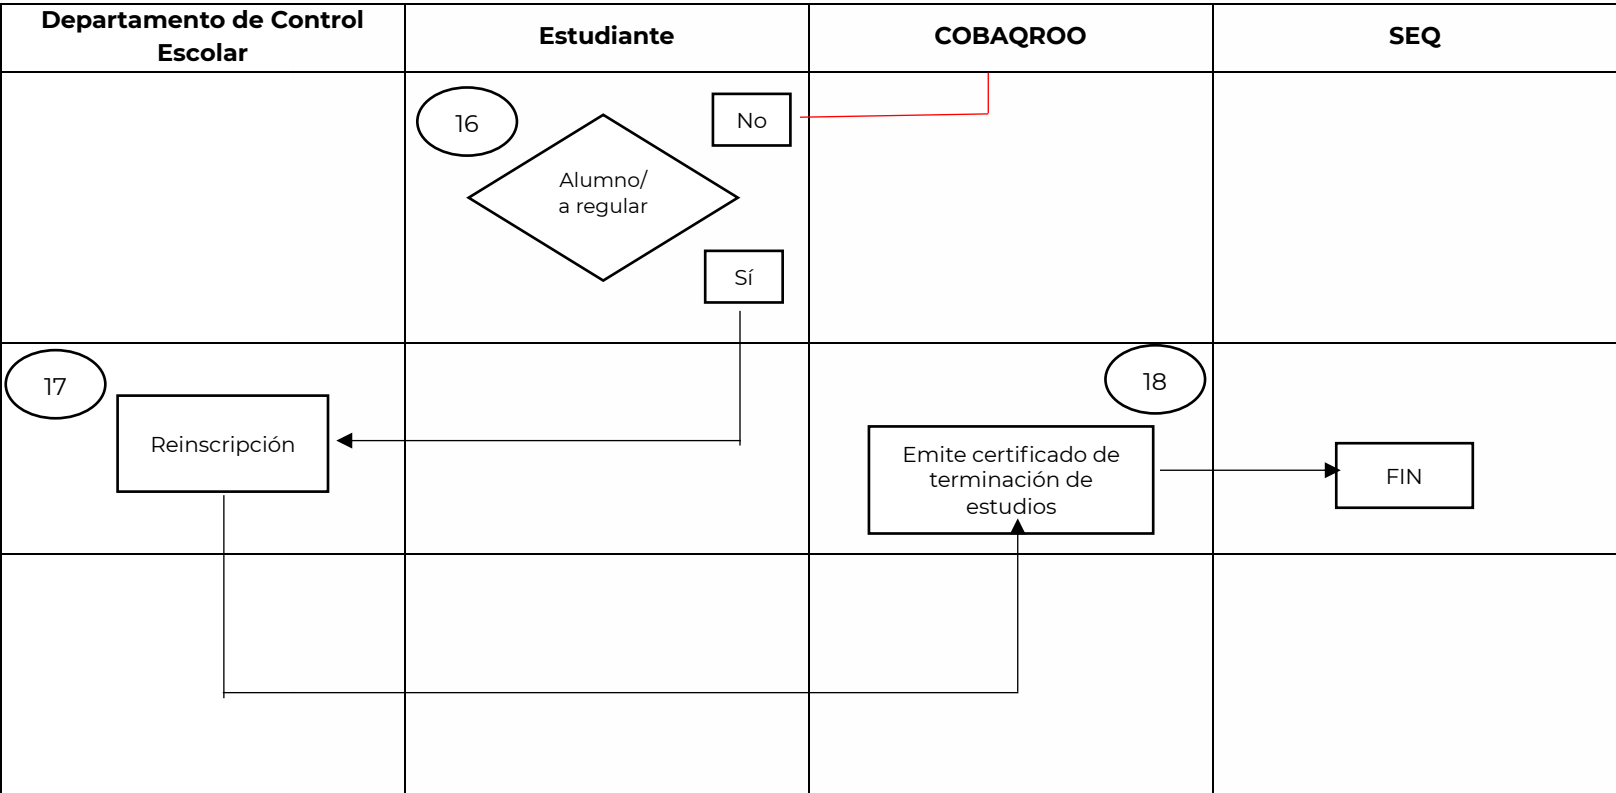 Departamento de Control
Escolar
Estudiante
COBAQROO
SEQ
16
No
Alumno/
a regular
Sí
17
Reinscripción
18
Emite certificado de
terminación de
estudios
FIN